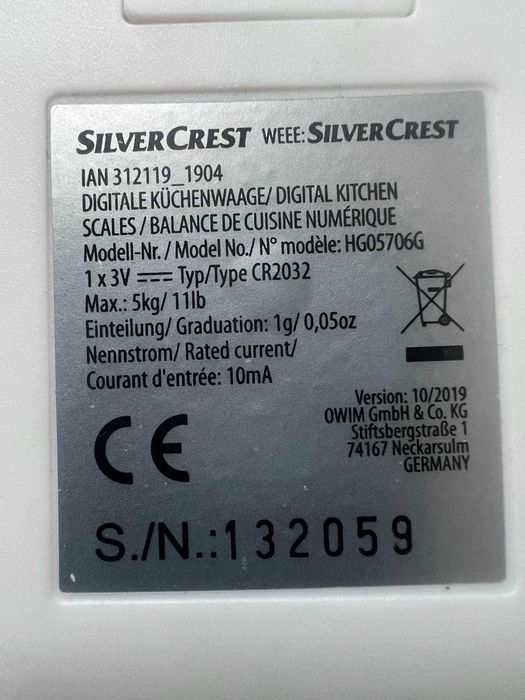 SILVERCREST WEEE: SILVERCREST
IAN 312119_1904
DIGITALE KÜCHENWAAGE/ DIGITAL KITCHEN
SCALES / BALANCE DE CUISINE NUMÉRIQUE
Modell-Nr. / Model No./ N° modèle: HG05706G
1 x 3V Typ/Type CR2032
Max.: 5kg/ 11lb
Einteilung/ Graduation: 1g/ 0,05oz
Nennstrom/ Rated current/
Courant d'entrée: 10mA
CE
Version: 10/2019
OWIM GmbH & Co. KG
Stiftsbergstraße 1
74167 Neckarsulm
GERMANY
S./N.:132059